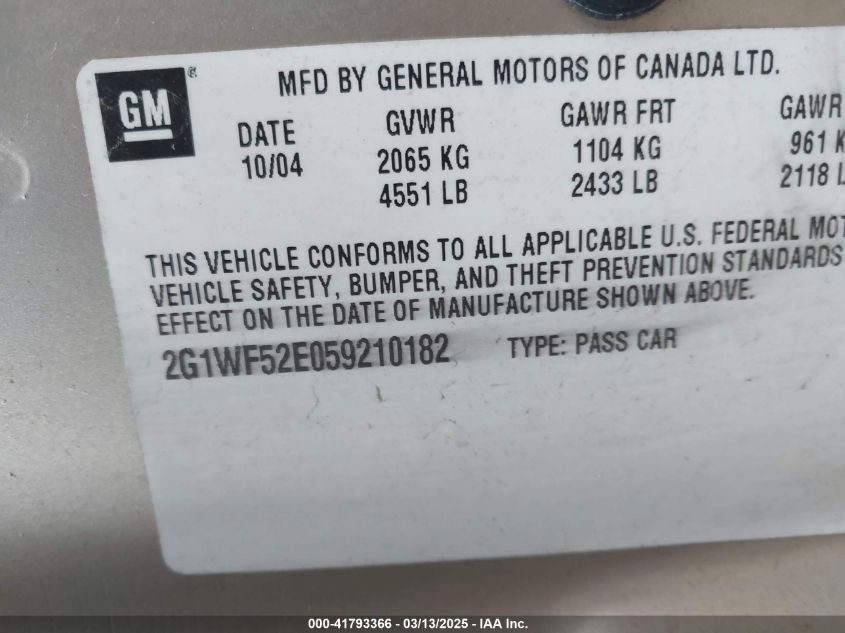 GM®
MFD BY GENERAL MOTORS OF CANADA LTD.
DATE GVWR GAWR FRT GAWR
10/04 2065 KG 1104 KG 961 K
4551 LB 2433 LB 2118 L
THIS VEHICLE CONFORMS TO ALL APPLICABLE U.S. FEDERAL MOT
VEHICLE SAFETY, BUMPER, AND THEFT PREVENTION STANDARDS
EFFECT ON THE DATE OF MANUFACTURE SHOWN ABOVE.
2G1WF52E059210182 TYPE: PASS CAR
000-41793366 - 03/13/2025 - IAA Inc.